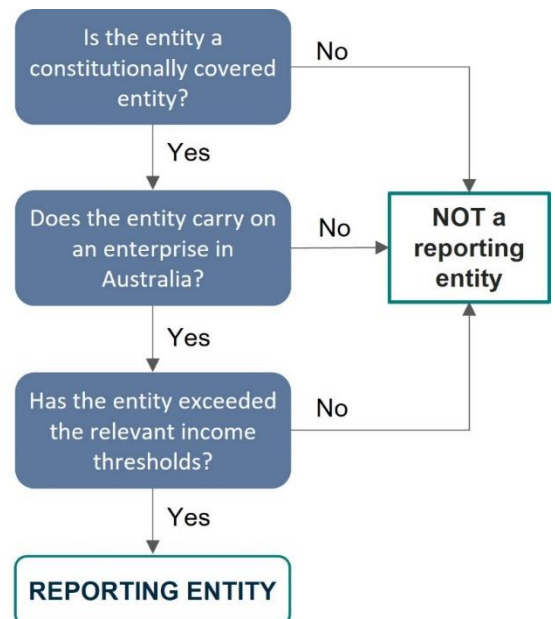 Is the entity a
constitutionally covered
entity?
No
Yes
Does the entity carry on
an enterprise in
Australia?
No
NOT a
reporting
entity
Yes
Has the entity exceeded
the relevant income
thresholds?
No
Yes
REPORTING ENTITY